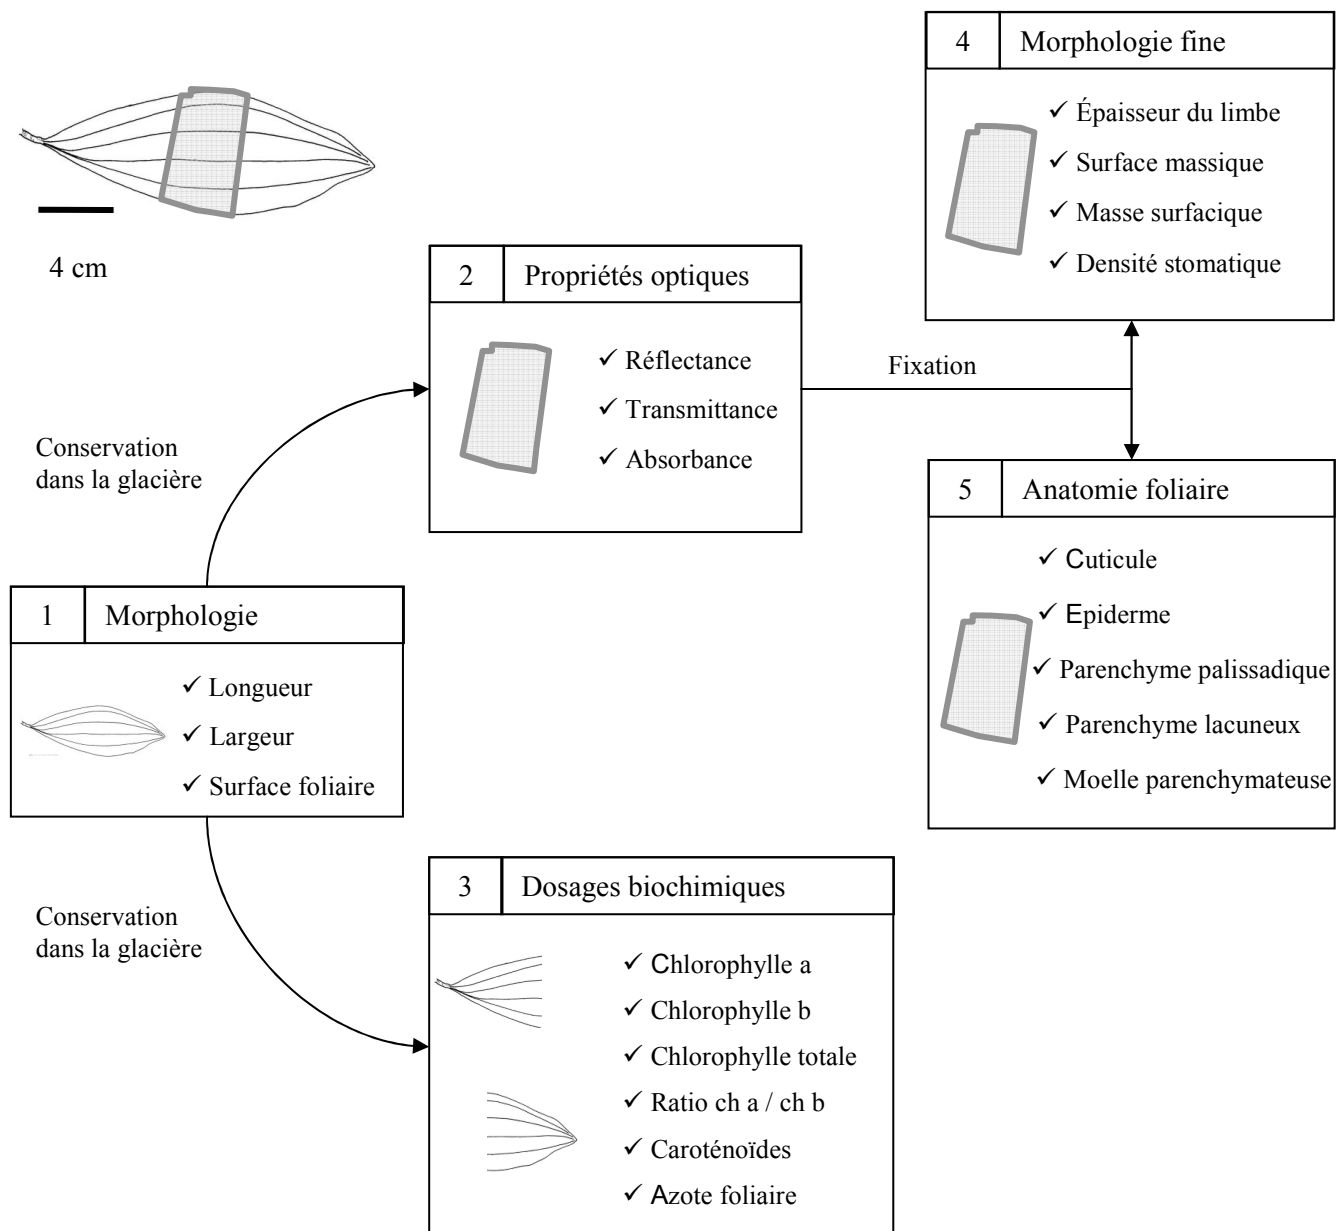 4 Morphologie fine
✓ Épaisseur du limbe
✓ Surface massique
✓ Masse surfacique
✓ Densité stomatique
4 cm
2 Propriétés optiques
✓ Réflectance
✓ Transmittance
✓ Absorbance
Fixation
Conservation
dans la glacière
5 Anatomie foliaire
✓ Cuticule
✓ Epiderme
✓ Parenchyme palissadique
✓ Parenchyme lacuneux
✓ Moelle parenchymateuse
1 Morphologie
✓ Longueur
✓ Largeur
✓ Surface foliaire
Conservation
dans la glacière
3 Dosages biochimiques
✓ Chlorophylle a
✓ Chlorophylle b
✓ Chlorophylle totale
✓ Ratio ch a / ch b
✓ Caroténoïdes
✓ Azote foliaire